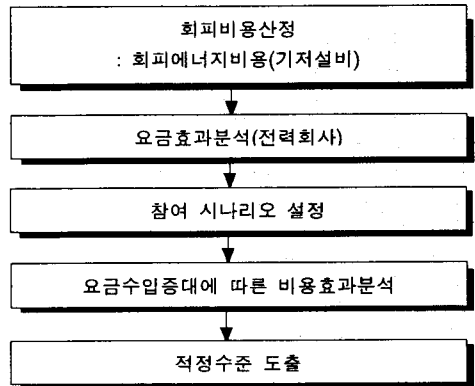 회피비용산정
: 회피에너지비용(기저설비)
요금효과분석(전력회사)
참여 시나리오 설정
요금수입증대에 따른 비용효과분석
적정수준 도출